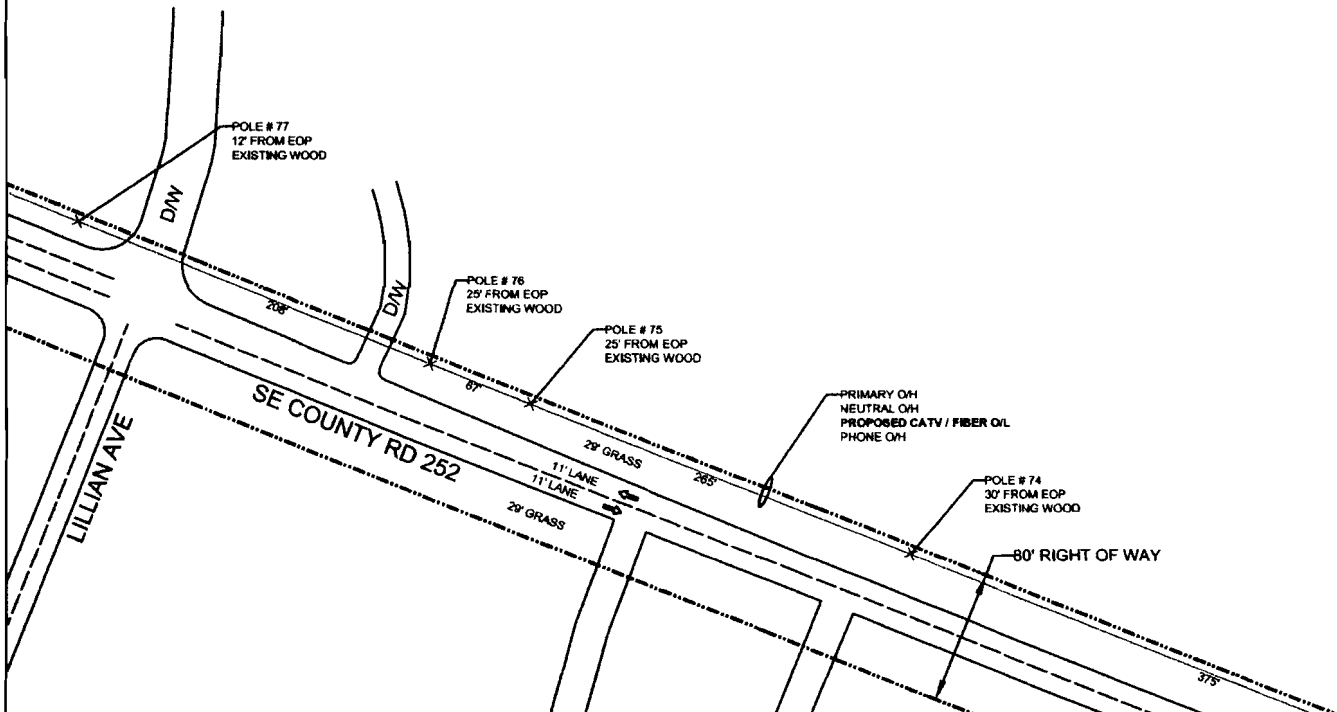 POLE # 77
12' FROM EOP
EXISTING WOOD
D/W
POLE # 76
25' FROM EOP
EXISTING WOOD
D/W
208'
POLE # 75
25' FROM EOP
EXISTING WOOD
67'
PRIMARY O/H
NEUTRAL O/H
PROPOSED CATV / FIBER O/L
PHONE O/H
SE COUNTY RD 252
LILLIAN AVE
29' GRASS
265'
11' LANE
11' LANE
29' GRASS
POLE # 74
30' FROM EOP
EXISTING WOOD
80' RIGHT OF WAY
375'